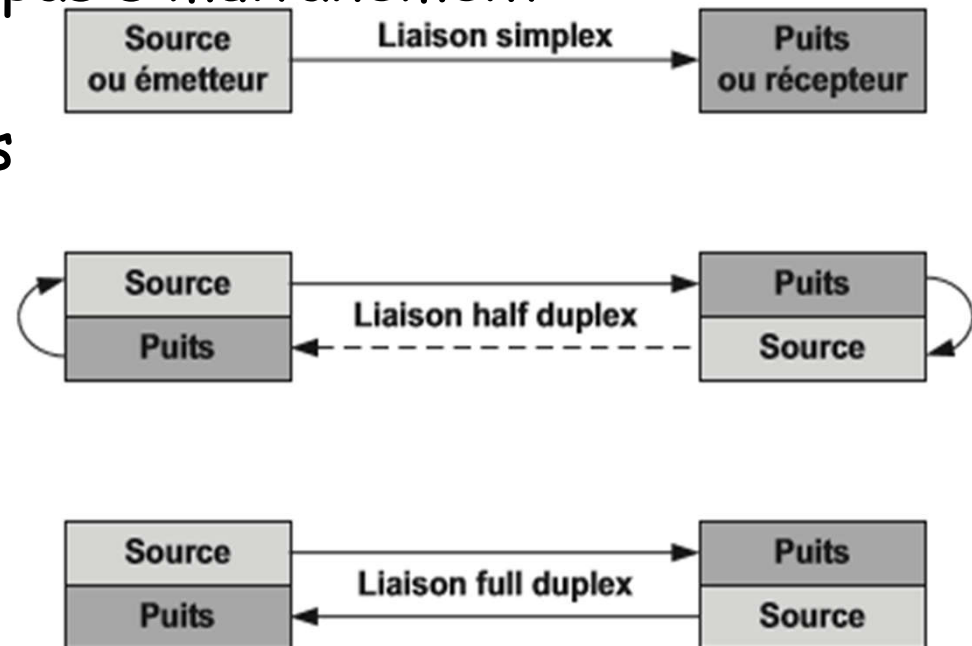 Source
ou émetteur
Liaison simplex
Puits
ou récepteur
s
Source
Puits
Liaison half duplex
Puits
Source
Source
Puits
Liaison full duplex
Puits
Source